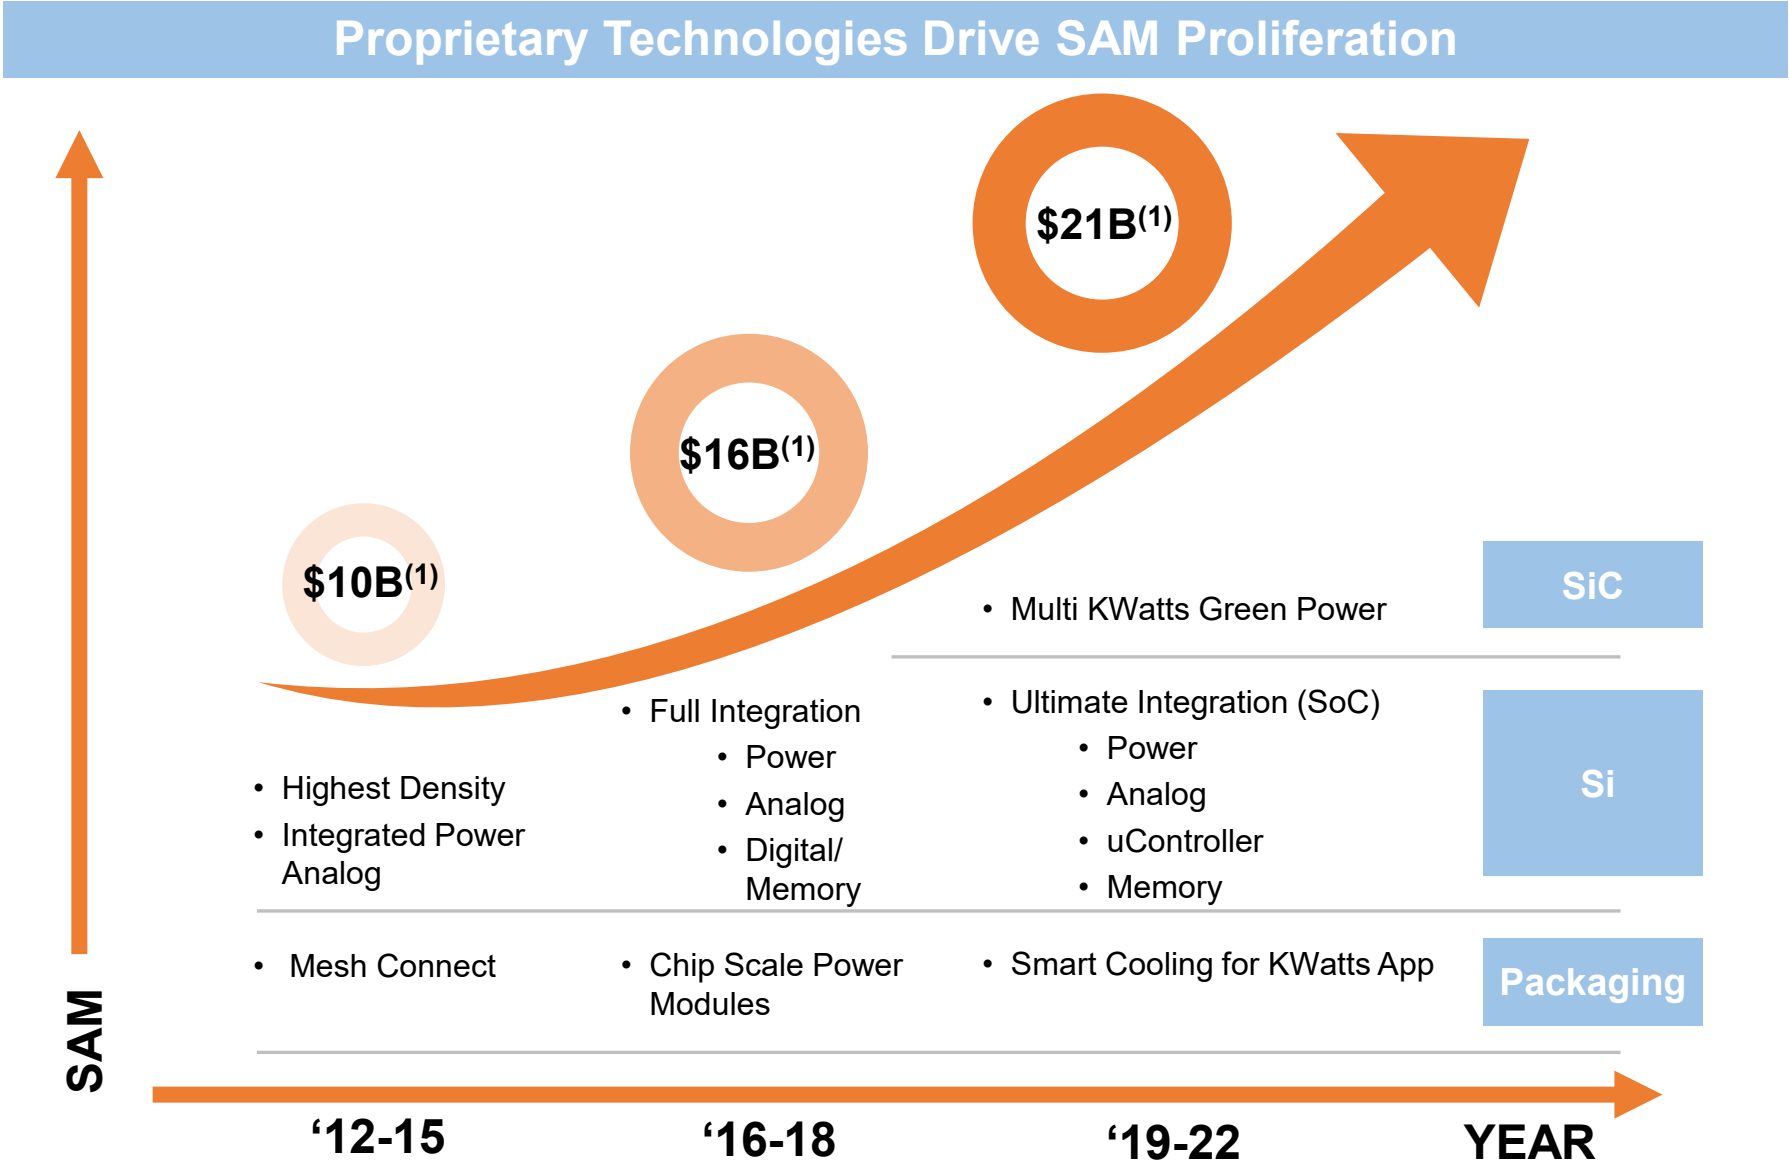 Proprietary Technologies Drive SAM Proliferation
$21B(1)
$16B(1)
$10B(1)
• Multi KWatts Green Power
SiC
• Highest Density
• Integrated Power
Analog
• Full Integration
• Power
• Analog
• Digital/
Memory
• Ultimate Integration (SoC)
• Power
• Analog
• uController
• Memory
Si
• Mesh Connect
• Chip Scale Power
Modules
• Smart Cooling for KWatts App
Packaging
SAM
‘12-15
‘16-18
‘19-22
YEAR